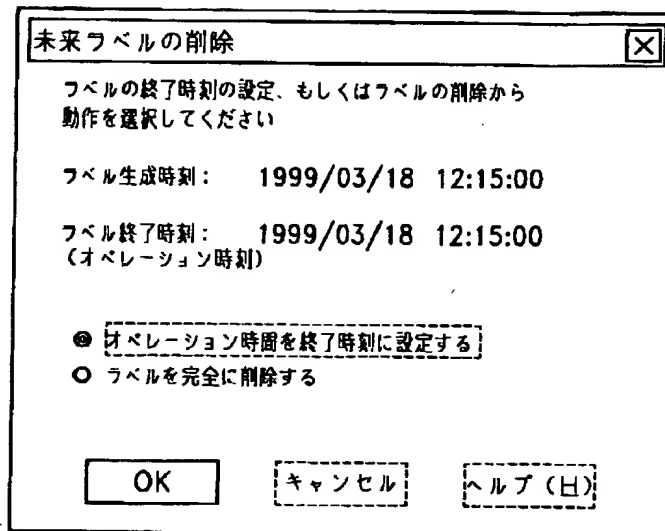 未来ラベルの削除
ラベルの終了時刻の設定、もしくはラベルの削除から
動作を選択してください
ラベル生成時刻: 1999/03/18 12:15:00
ラベル終了時刻: 1999/03/18 12:15:00
(オペレーション時刻)
オペレーション時間を終了時刻に設定する
ラベルを完全に削除する
OK キャンセル ヘルプ(H)